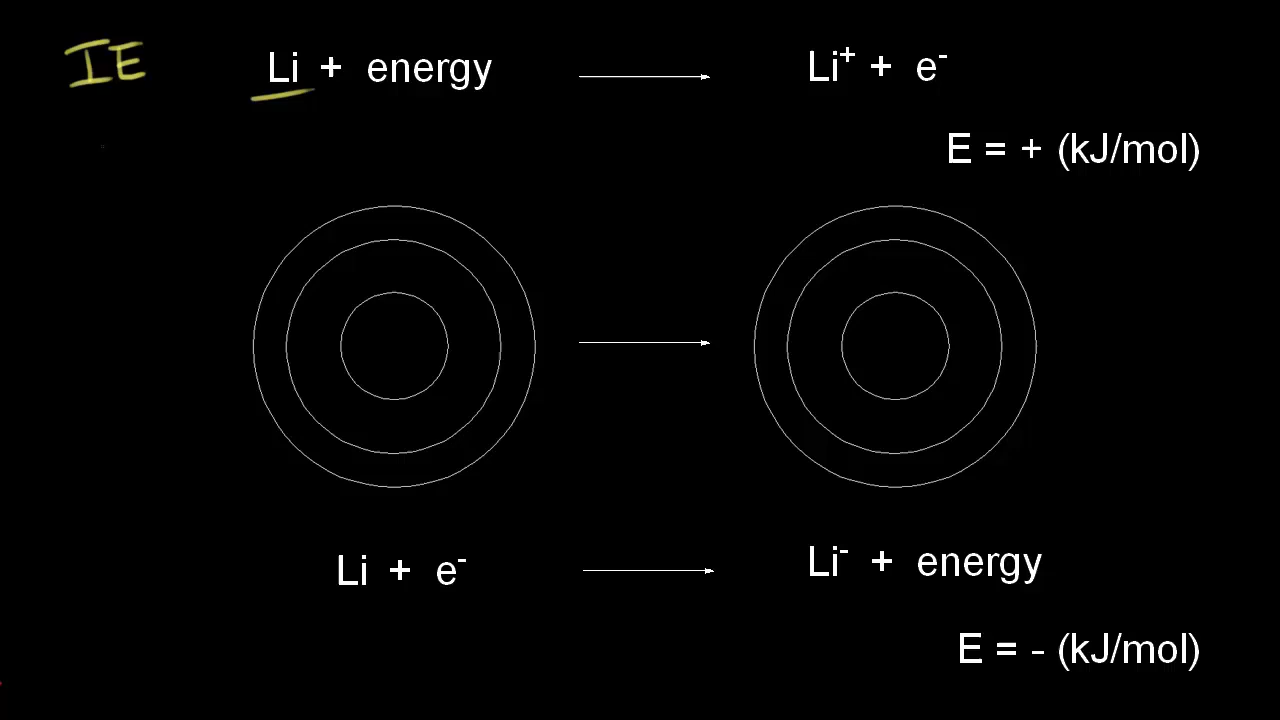 IE Li + energy Li⁺ + e⁻
E = + (kJ/mol)
Li + e⁻ Li⁻ + energy
E = - (kJ/mol)